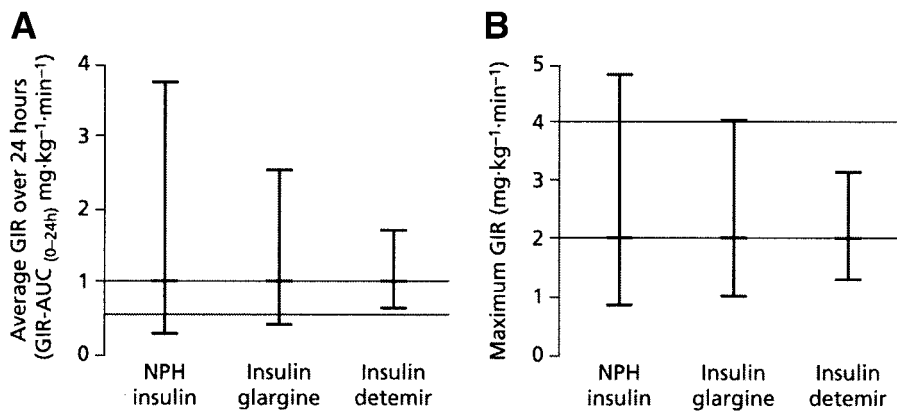 A
Average GIR over 24 hours
(GIR-AUC (0–24h) mg·kg⁻¹·min⁻¹)
4
3
2
1
0
NPH
insulin
Insulin
glargine
Insulin
detemir
B
Maximum GIR (mg·kg⁻¹·min⁻¹)
5
4
3
2
1
0
NPH
insulin
Insulin
glargine
Insulin
detemir